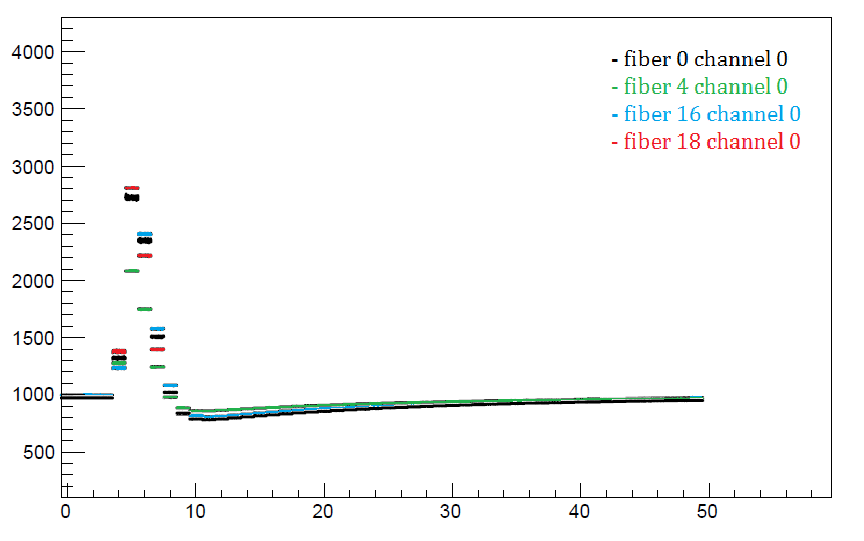 4000
- fiber 0 channel 0
- fiber 4 channel 0
3500
- fiber 16 channel 0
- fiber 18 channel 0
3000
2500
2000
1500
1000
500
0 10 20 30 40 50